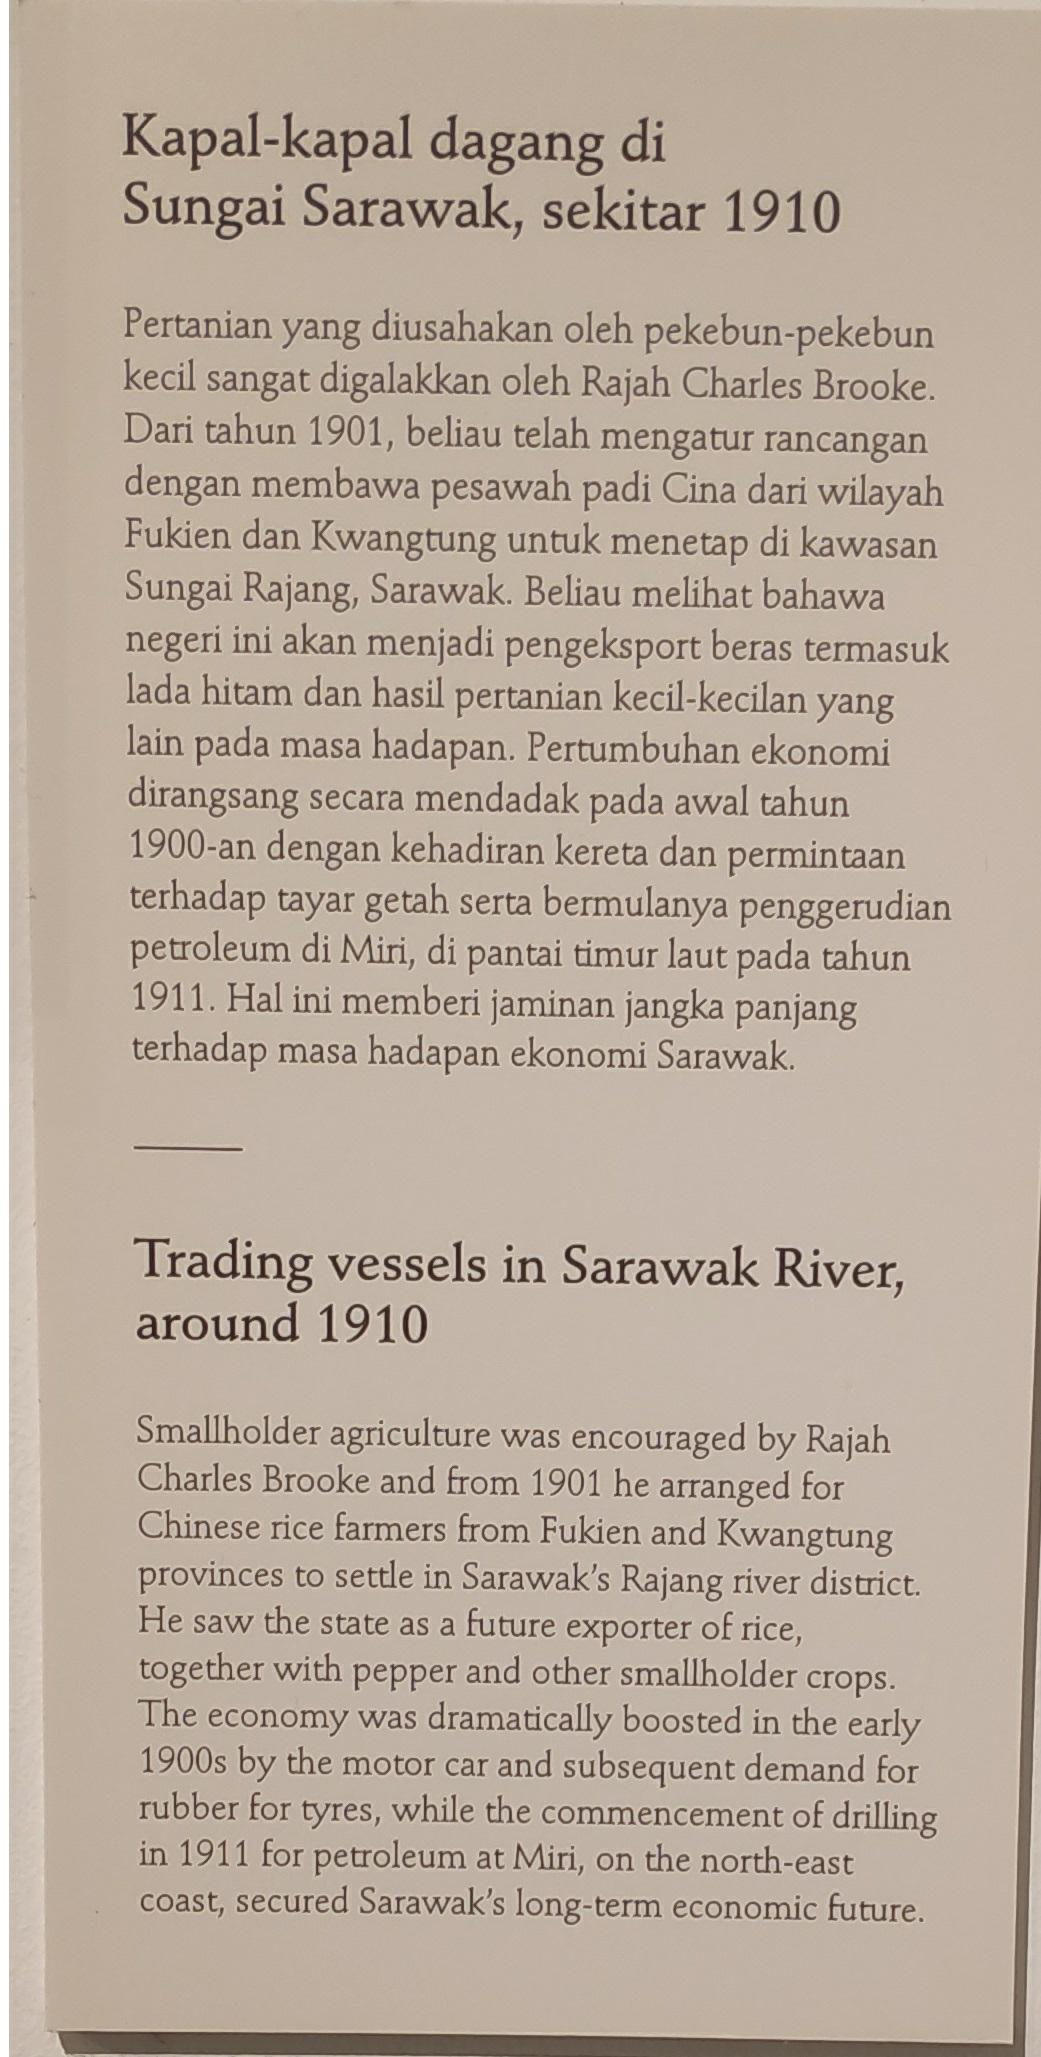 Kapal-kapal dagang di
Sungai Sarawak, sekitar 1910
Pertanian yang diusahakan oleh pekebun-pekebun
kecil sangat digalakkan oleh Rajah Charles Brooke.
Dari tahun 1901, beliau telah mengatur rancangan
dengan membawa pesawah padi Cina dari wilayah
Fukien dan Kwangtung untuk menetap di kawasan
Sungai Rajang, Sarawak. Beliau melihat bahawa
negeri ini akan menjadi pengeksport beras termasuk
lada hitam dan hasil pertanian kecil-kecilan yang
lain pada masa hadapan. Pertumbuhan ekonomi
dirangsang secara mendadak pada awal tahun
1900-an dengan kehadiran kereta dan permintaan
terhadap tayar getah serta bermulanya penggerudian
petroleum di Miri, di pantai timur laut pada tahun
1911. Hal ini memberi jaminan jangka panjang
terhadap masa hadapan ekonomi Sarawak.
Trading vessels in Sarawak River,
around 1910
Smallholder agriculture was encouraged by Rajah
Charles Brooke and from 1901 he arranged for
Chinese rice farmers from Fukien and Kwangtung
provinces to settle in Sarawak's Rajang river district.
He saw the state as a future exporter of rice,
together with pepper and other smallholder crops.
The economy was dramatically boosted in the early
1900s by the motor car and subsequent demand for
rubber for tyres, while the commencement of drilling
in 1911 for petroleum at Miri, on the north-east
coast, secured Sarawak's long-term economic future.